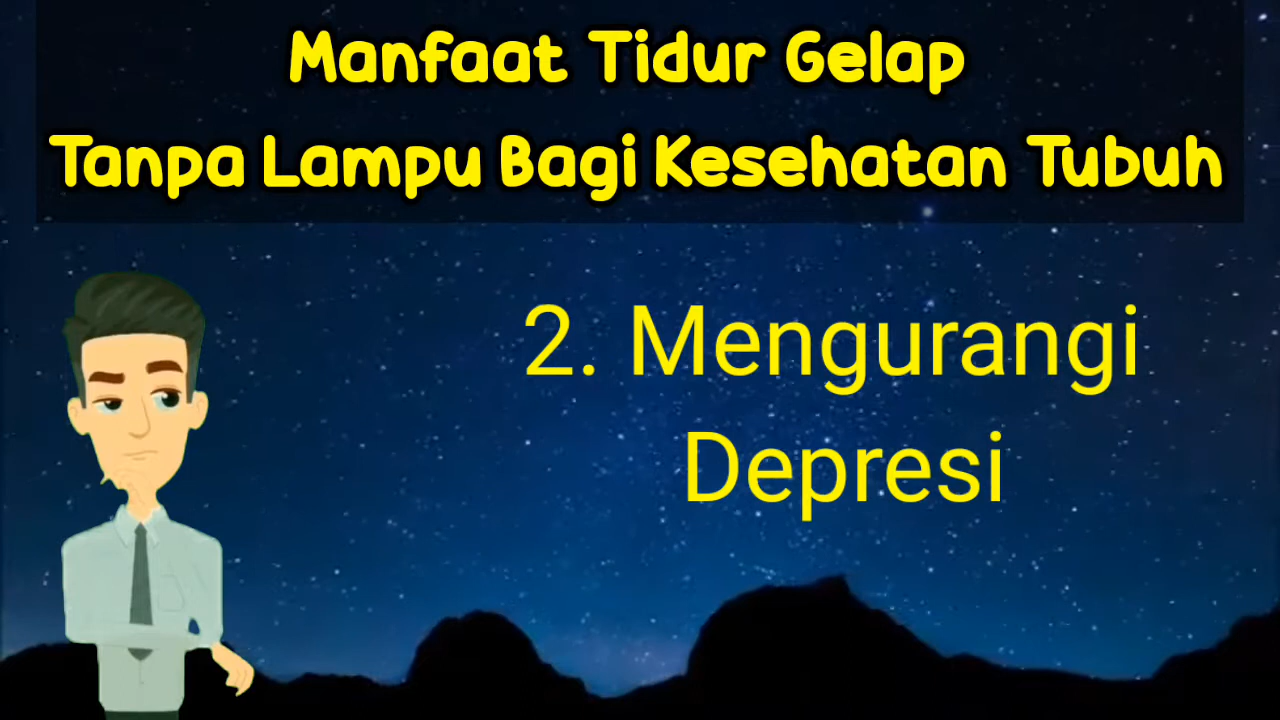 Manfaat Tidur Gelap
Tanpa Lampu Bagi Kesehatan Tubuh
2. Mengurangi
Depresi